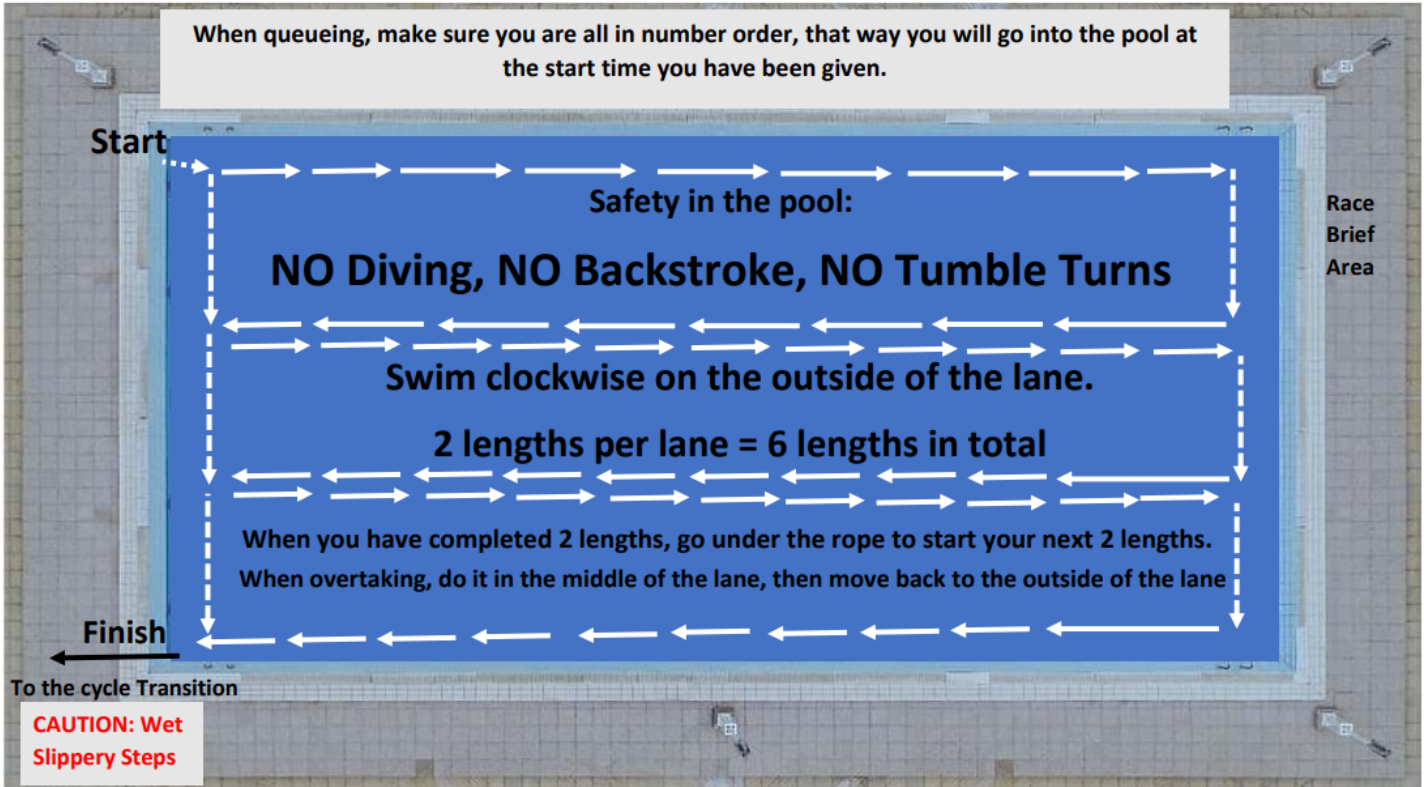 When queueing, make sure you are all in number order, that way you will go into the pool at
the start time you have been given.
Start
Safety in the pool:
NO Diving, NO Backstroke, NO Tumble Turns
Race
Brief
Area
Swim clockwise on the outside of the lane.
2 lengths per lane = 6 lengths in total
When you have completed 2 lengths, go under the rope to start your next 2 lengths.
When overtaking, do it in the middle of the lane, then move back to the outside of the lane
Finish
To the cycle Transition
CAUTION: Wet
Slippery Steps